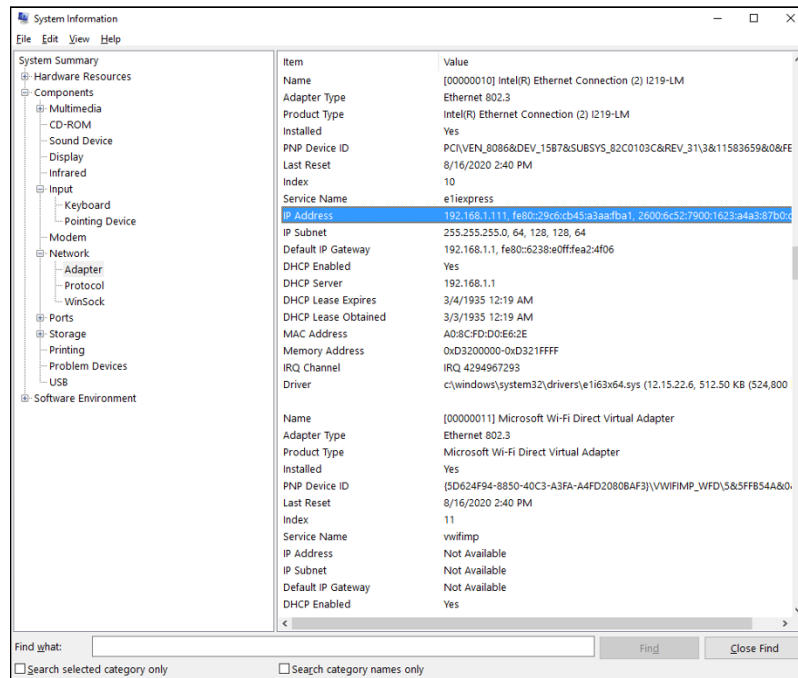 System Information
File Edit View Help
System Summary
Hardware Resources
Components
Multimedia
CD-ROM
Sound Device
Display
Infrared
Input
Keyboard
Pointing Device
Modem
Network
Adapter
Protocol
WinSock
Ports
Storage
Printing
Problem Devices
USB
Software Environment
Item Value
Name [00000010] Intel(R) Ethernet Connection (2) I219-LM
Adapter Type Ethernet 802.3
Product Type Intel(R) Ethernet Connection (2) I219-LM
Installed Yes
PNP Device ID PCI\VEN_8086&DEV_15B7&SUBSYS_82C0103C&REV_31\3&11583659&0&FE
Last Reset 8/16/2020 2:40 PM
Index 10
Service Name e1iexpress
IP Address 192.168.1.111, fe80::29c6:cb45:a3aa:fba1, 2600:6c52:7900:1623:a4a3:87b0:c
IP Subnet 255.255.255.0, 64, 128, 128, 64
Default IP Gateway 192.168.1.1, fe80::6238:e0ff:fea2:4f06
DHCP Enabled Yes
DHCP Server 192.168.1.1
DHCP Lease Expires 3/4/1935 12:19 AM
DHCP Lease Obtained 3/3/1935 12:19 AM
MAC Address A0:8C:FD:D0:E6:2E
Memory Address 0xD3200000-0xD321FFFF
IRQ Channel IRQ 4294967293
Driver c:\windows\system32\drivers\e1i63x64.sys (12.15.22.6, 512.50 KB (524,800
Name [00000011] Microsoft Wi-Fi Direct Virtual Adapter
Adapter Type Ethernet 802.3
Product Type Microsoft Wi-Fi Direct Virtual Adapter
Installed Yes
PNP Device ID {5D624F94-8850-40C3-A3FA-A4FD2080BAF3}\VWIFIMP_WFD\5&5FFB54A&0&
Last Reset 8/16/2020 2:40 PM
Index 11
Service Name vwifimp
IP Address Not Available
IP Subnet Not Available
Default IP Gateway Not Available
DHCP Enabled Yes
Find what: Find Close Find
Search selected category only Search category names only